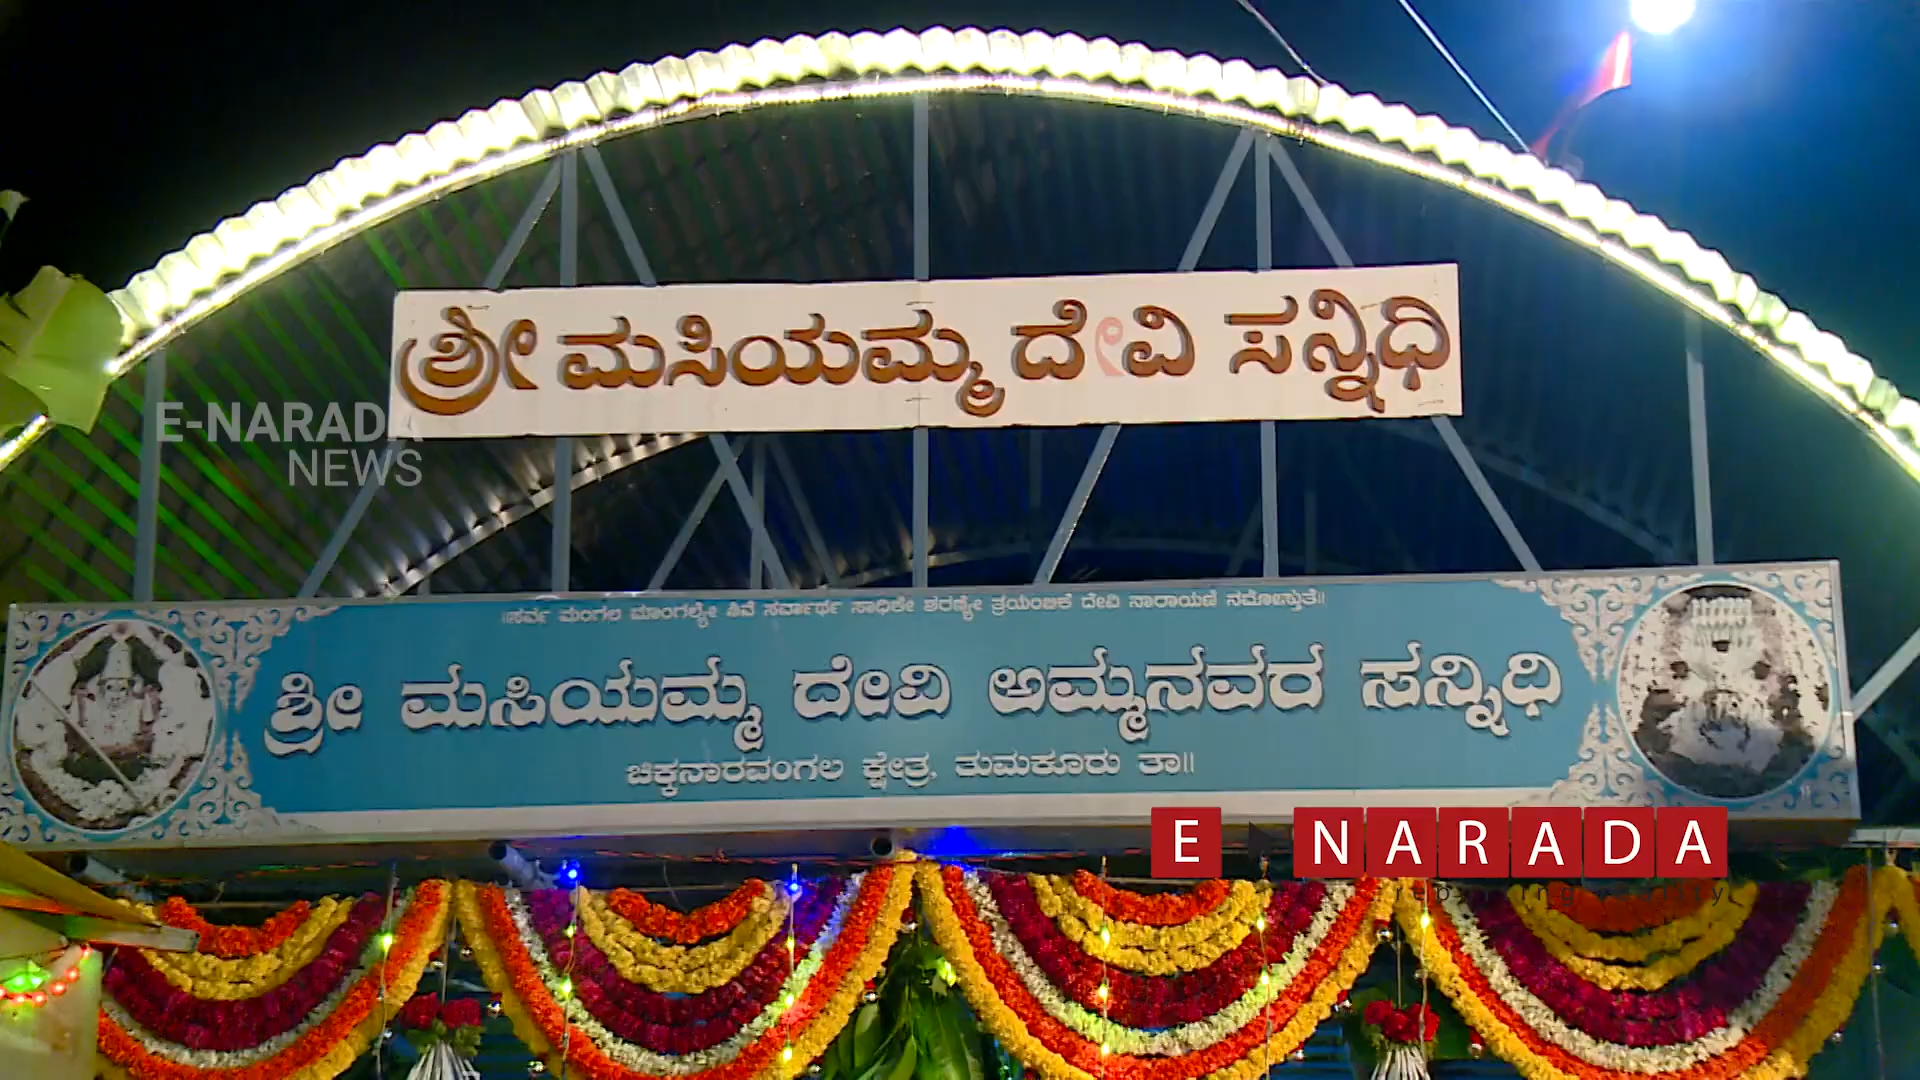 ಶ್ರೀ ಮಸಿಯಮ್ಮ ದೇವಿ ಸನ್ನಿಧಿ
E-NARADA
NEWS
॥ಸರ್ವ ಮಂಗಲ ಮಾಂಗಲ್ಯೇ ಶಿವೆ ಸರ್ವಾರ್ಥ ಸಾಧಿಕೇ ಶರಣ್ಯೇ ತ್ರಯಂಬಿಕೆ ದೇವಿ ನಾರಾಯಣಿ ನಮೋಸ್ತುತೆ॥
ಶ್ರೀ ಮಸಿಯಮ್ಮ ದೇವಿ ಅಮ್ಮನವರ ಸನ್ನಿಧಿ
ಚಿಕ್ಕನಾರವಂಗಲ ಕ್ಷೇತ್ರ, ತುಮಕೂರು ತಾ॥
E NARADA